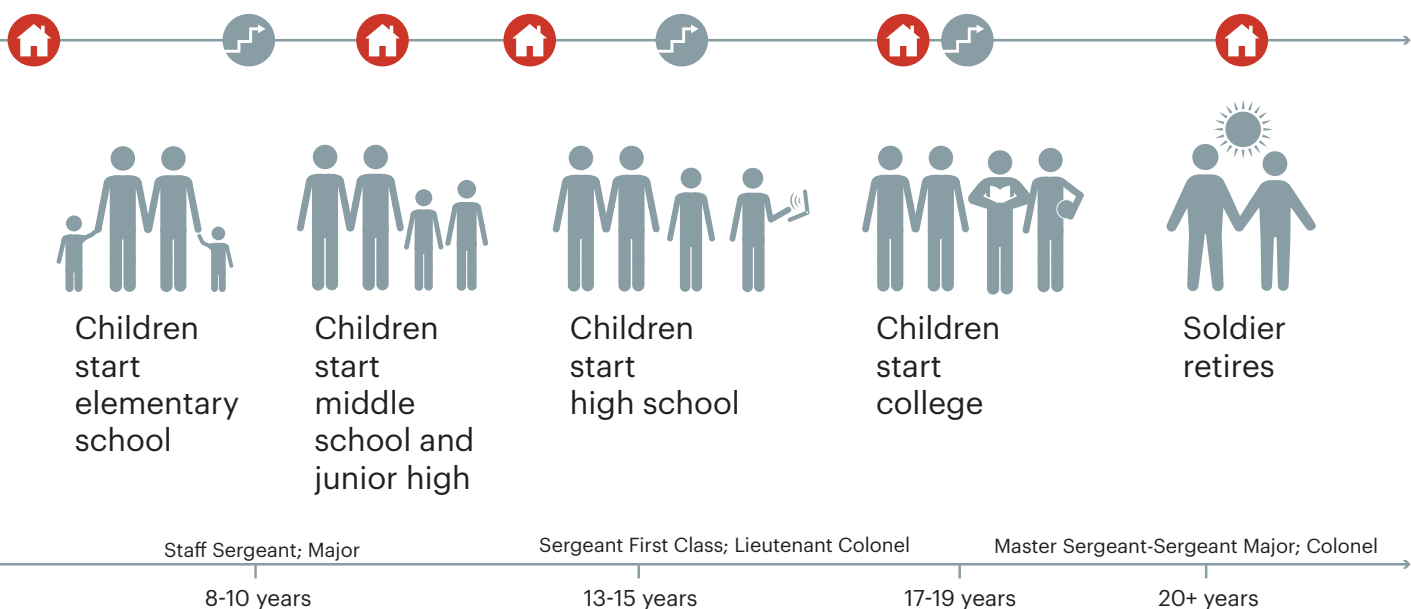 Children
start
elementary
school
Children
start
middle
school and
junior high
Children
start
high school
Children
start
college
Soldier
retires
Staff Sergeant; Major
Sergeant First Class; Lieutenant Colonel
Master Sergeant-Sergeant Major; Colonel
8-10 years
13-15 years
17-19 years
20+ years